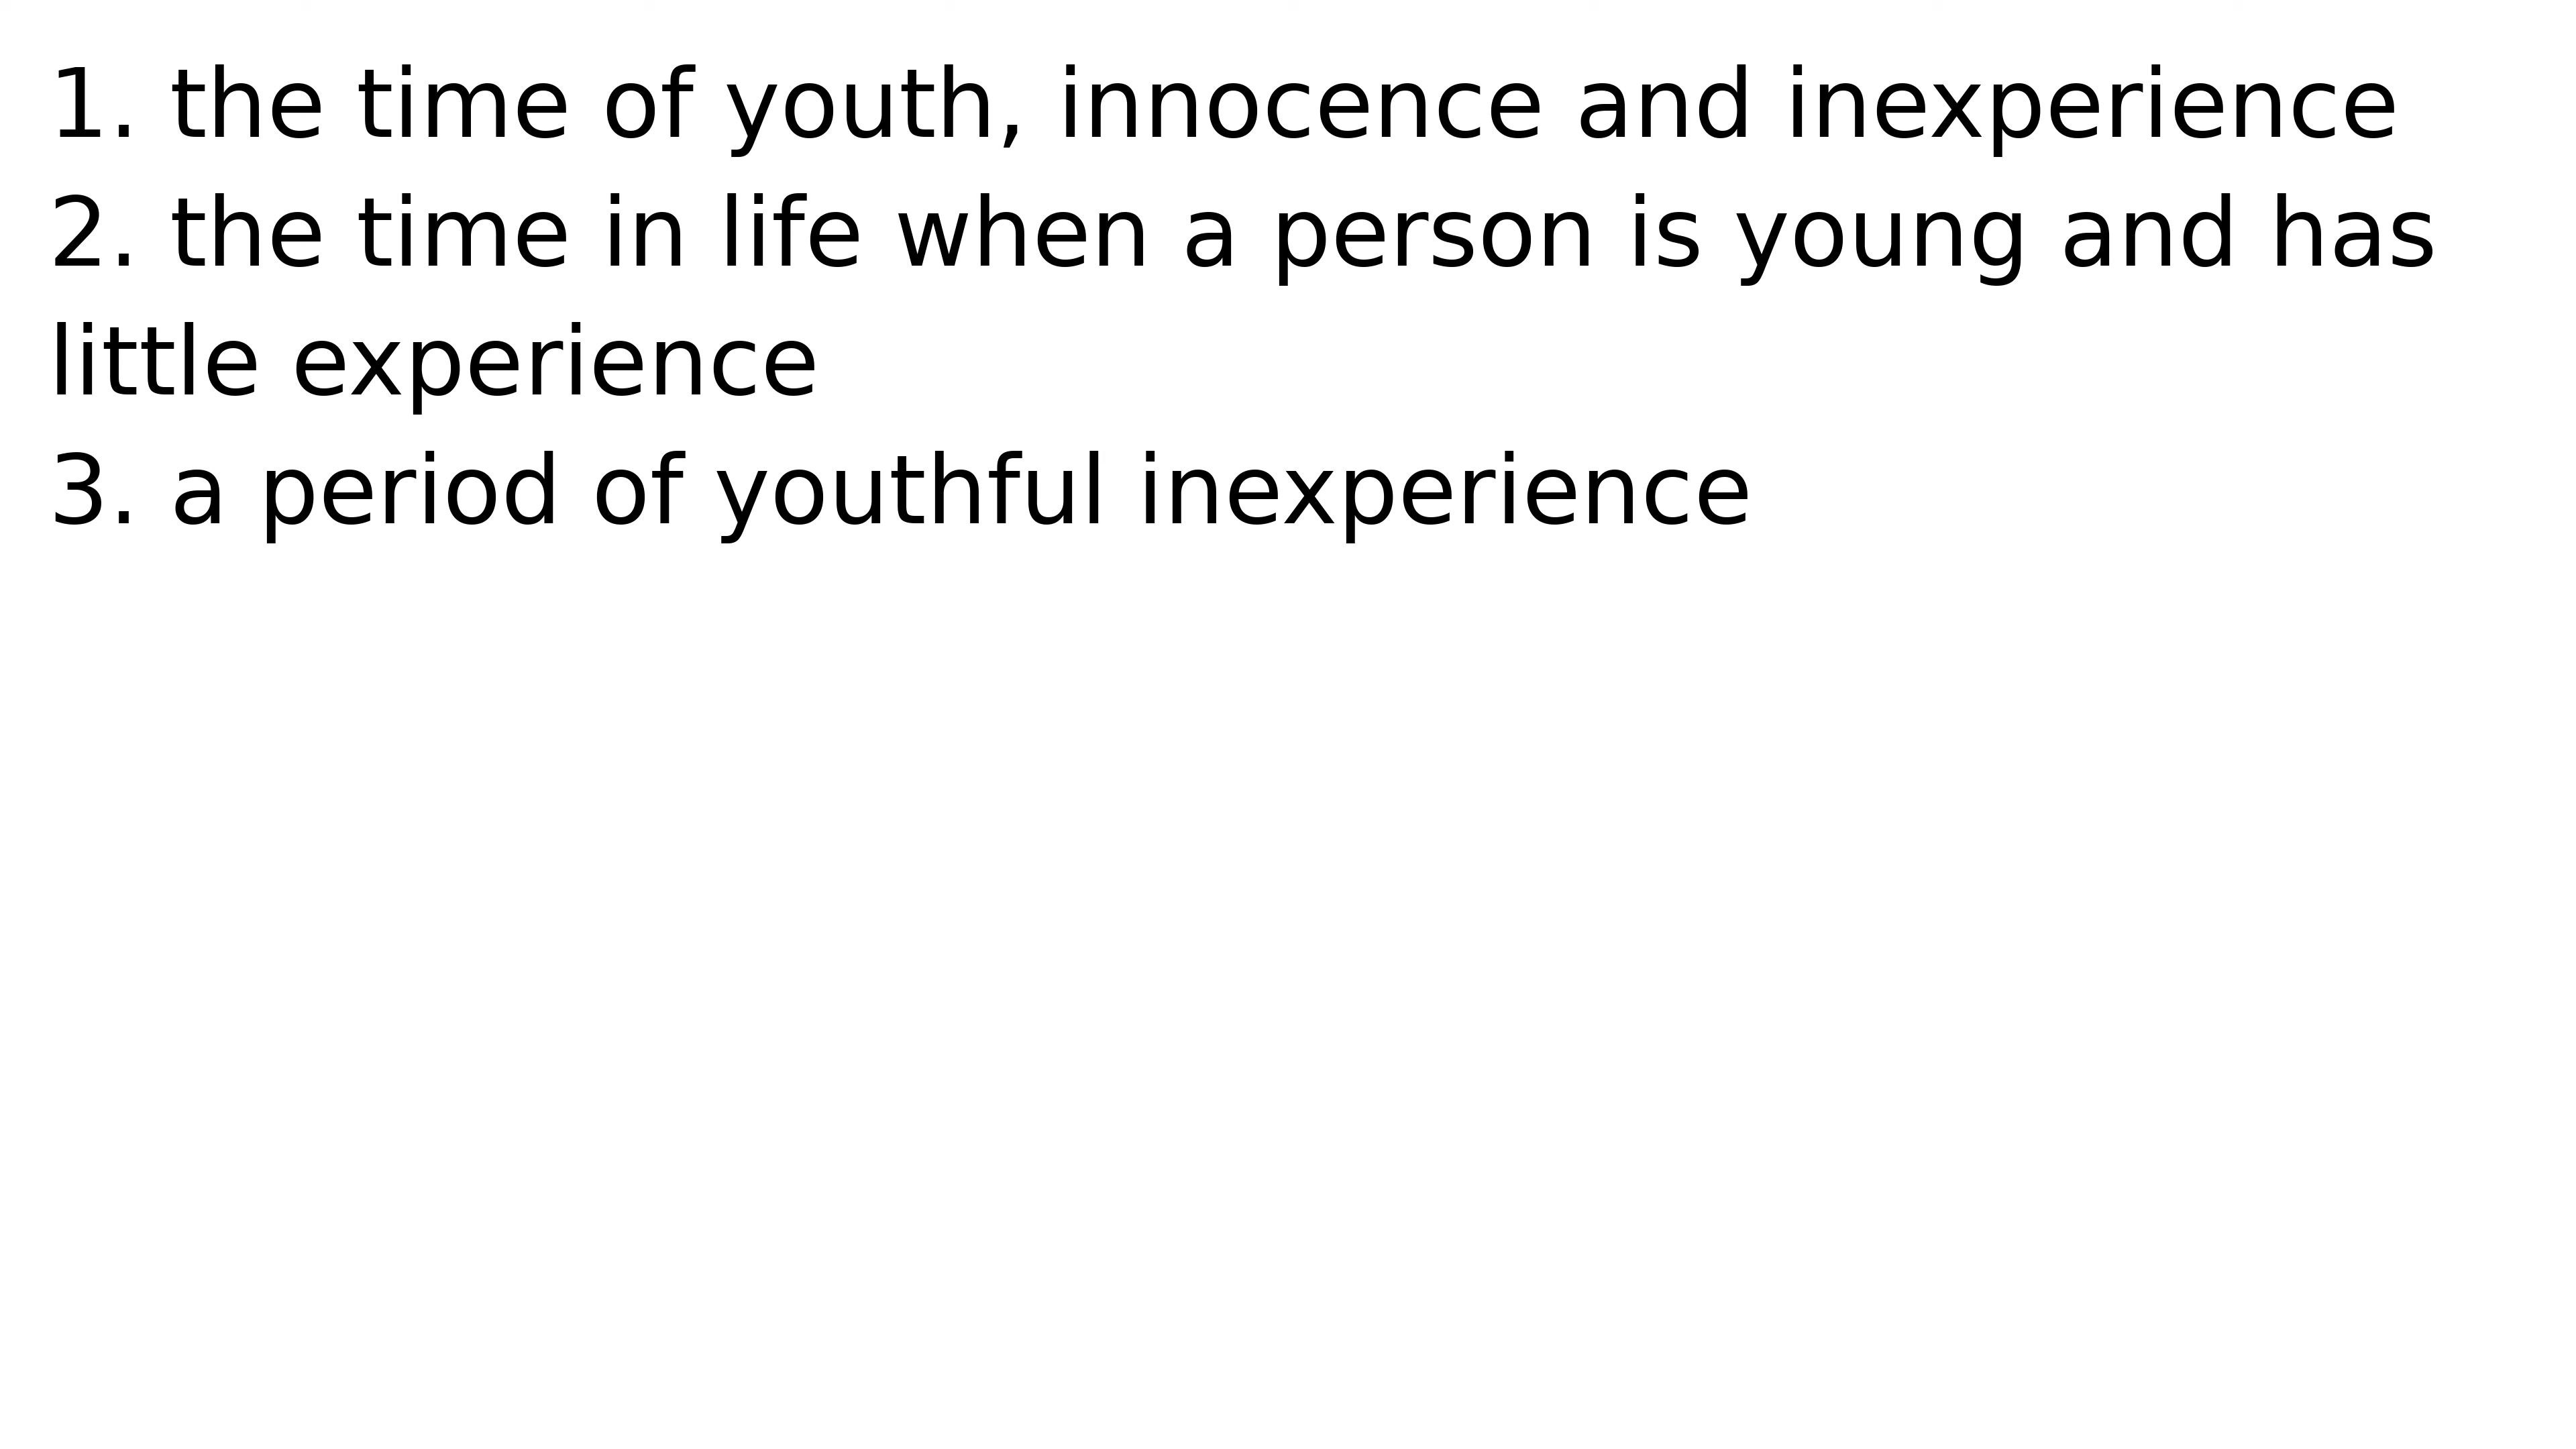 1. the time of youth, innocence and inexperience
2. the time in life when a person is young and has
little experience
3. a period of youthful inexperience